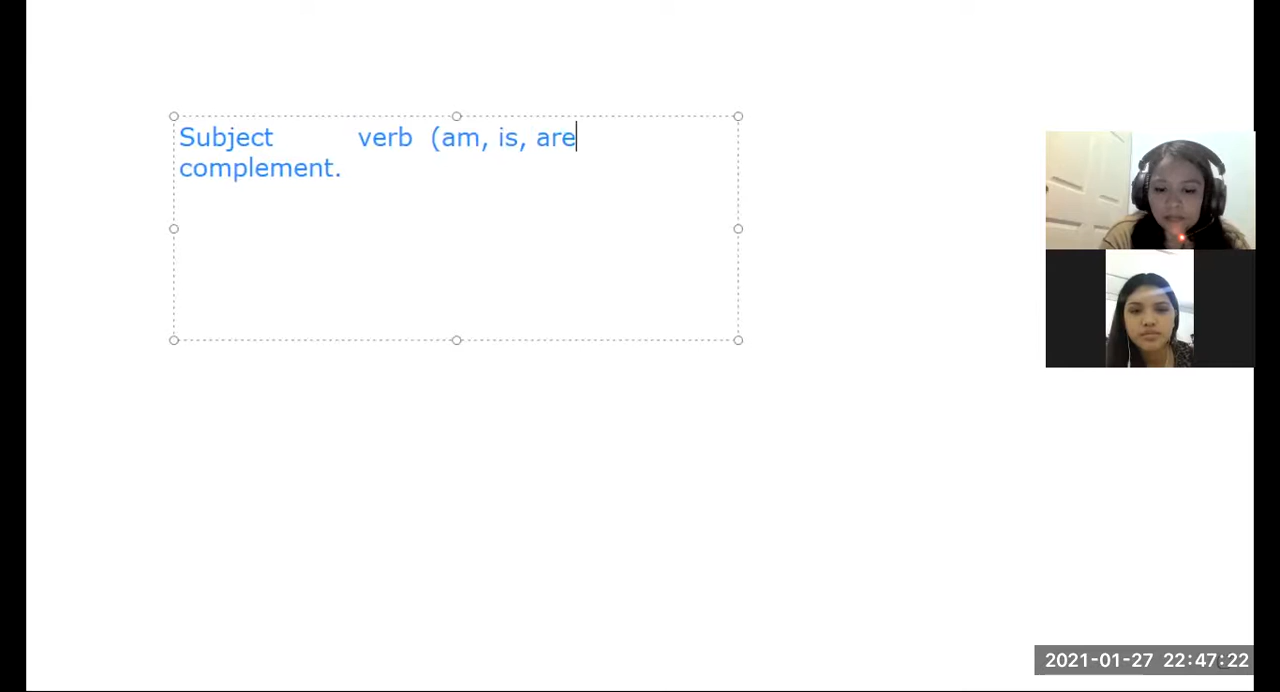 Subject verb (am, is, are
complement.
2021-01-27 22:47:22